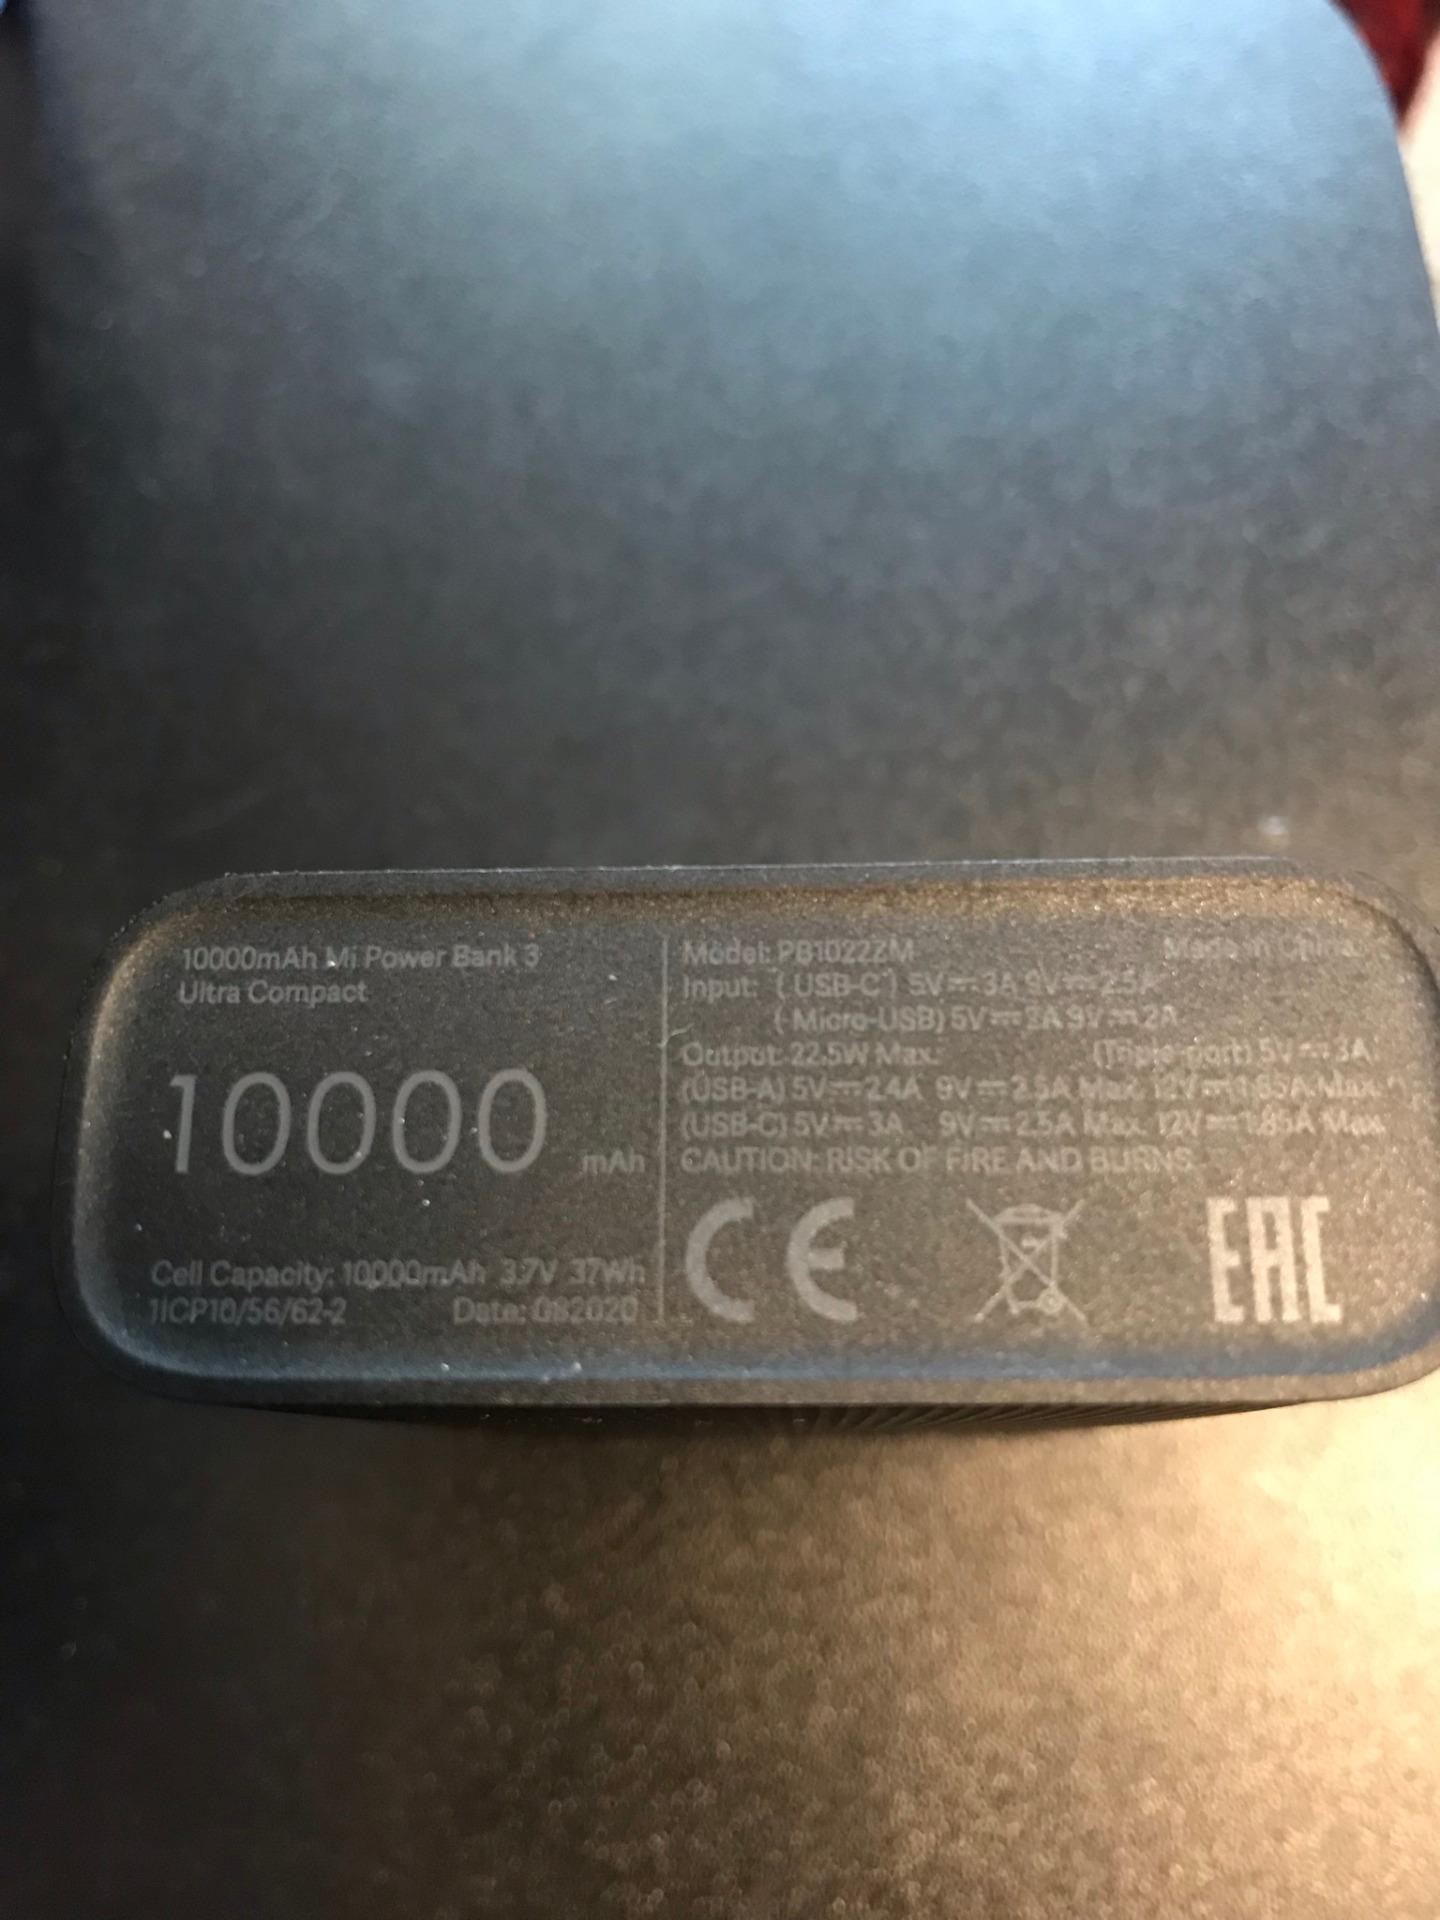 10000mAh Mi Power Bank 3
Ultra Compact
10000 mAh
Cell Capacity: 10000mAh 3.7V 37Wh
1ICP10/56/62-2 Date: 082020
Model: PB1022ZM Made in China
Input: ( USB-C ) 5V⎓3A 9V⎓2.5A
( Micro-USB) 5V⎓2A 9V⎓2A
Output: 22.5W Max. (Triple-port) 5V⎓3A
(USB-A) 5V⎓2.4A 9V⎓2.5A Max. 12V⎓1.85A Max.
(USB-C) 5V⎓3A 9V⎓2.5A Max. 12V⎓1.85A Max.
CAUTION: RISK OF FIRE AND BURNS
CE EAC